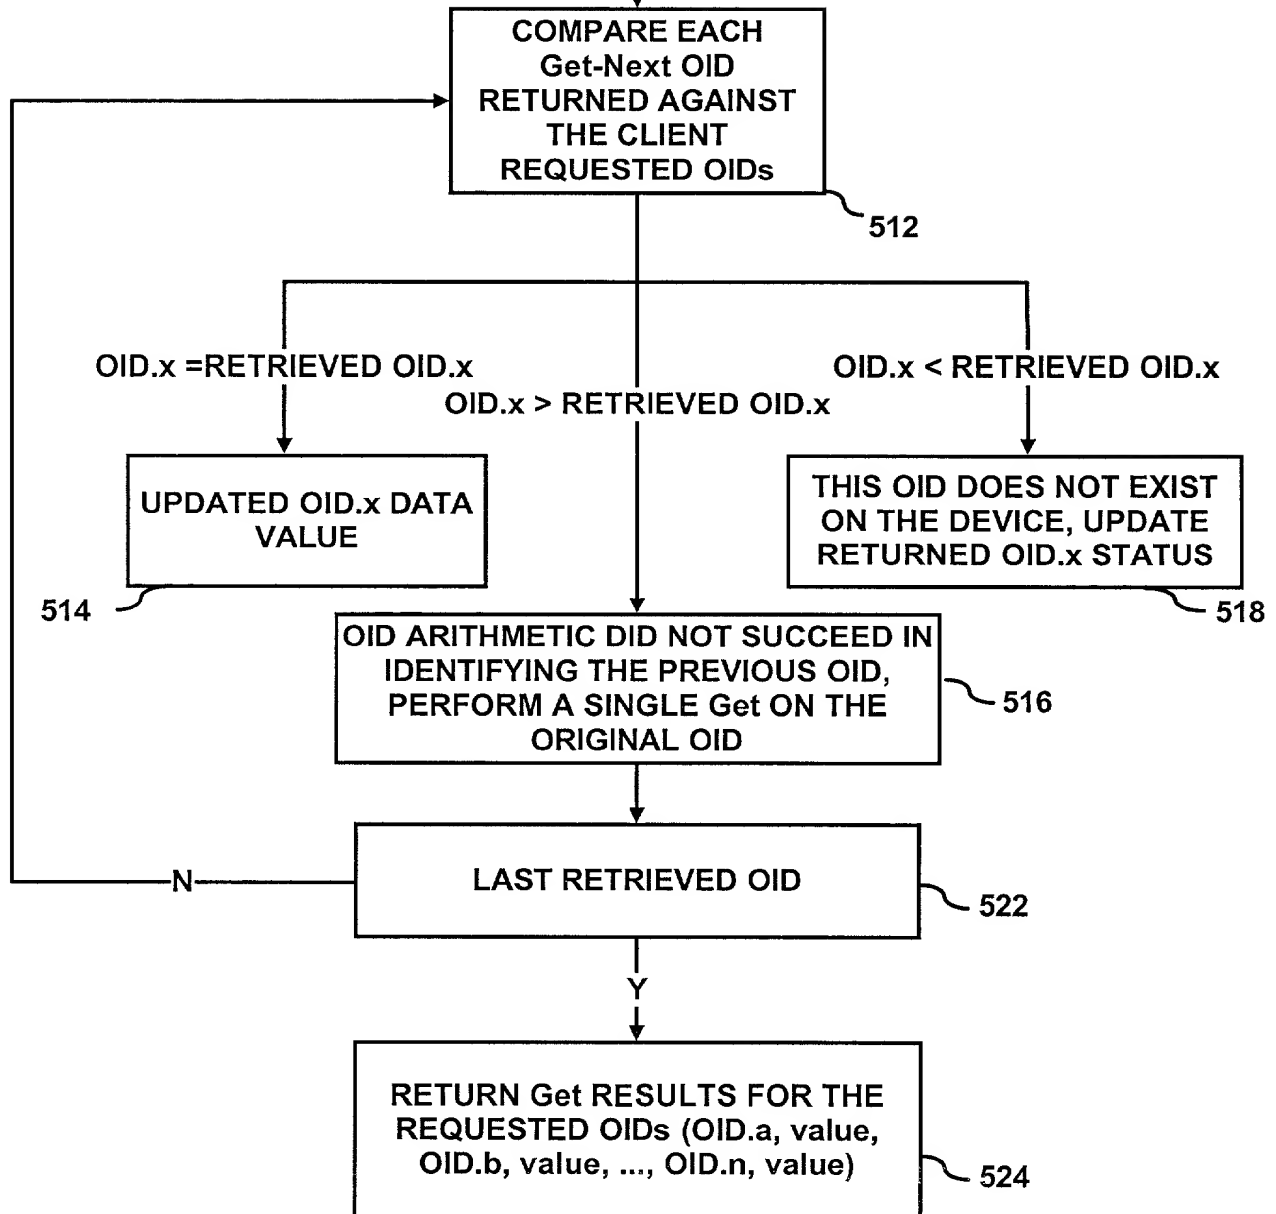 COMPARE EACH
Get-Next OID
RETURNED AGAINST
THE CLIENT
REQUESTED OIDs
512
OID.x =RETRIEVED OID.x
OID.x > RETRIEVED OID.x
OID.x < RETRIEVED OID.x
UPDATED OID.x DATA
VALUE
514
THIS OID DOES NOT EXIST
ON THE DEVICE, UPDATE
RETURNED OID.x STATUS
518
OID ARITHMETIC DID NOT SUCCEED IN
IDENTIFYING THE PREVIOUS OID,
PERFORM A SINGLE Get ON THE
ORIGINAL OID
516
N
LAST RETRIEVED OID
522
Y
RETURN Get RESULTS FOR THE
REQUESTED OIDs (OID.a, value,
OID.b, value, ..., OID.n, value)
524